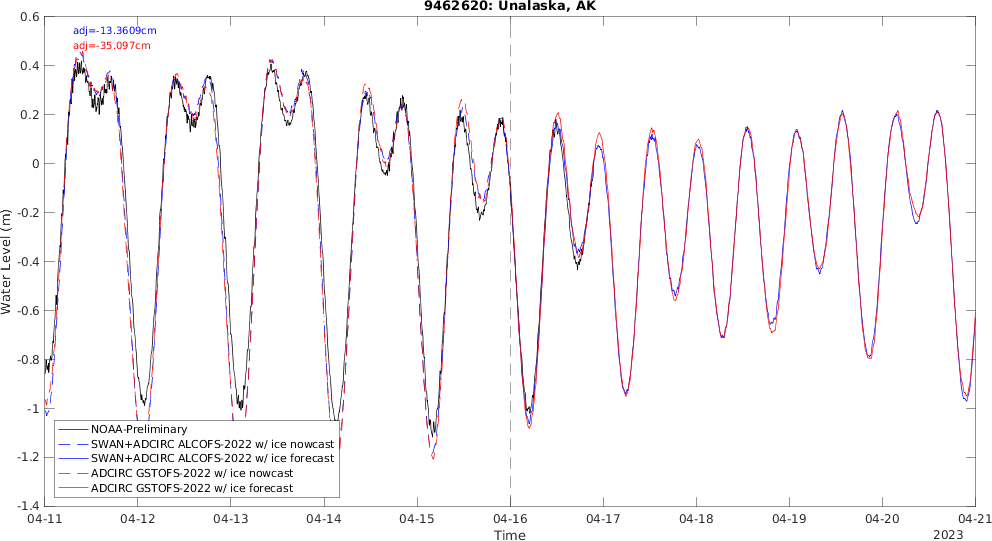 9462620: Unalaska, AK
adj=-13.3609cm
adj=-35.097cm
0.6
0.4
0.2
0
-0.2
-0.4
-0.6
-0.8
-1
-1.2
-1.4
Water Level (m)
NOAA-Preliminary
SWAN+ADCIRC ALCOFS-2022 w/ ice nowcast
SWAN+ADCIRC ALCOFS-2022 w/ ice forecast
ADCIRC GSTOFS-2022 w/ ice nowcast
ADCIRC GSTOFS-2022 w/ ice forecast
04-11 04-12 04-13 04-14 04-15 04-16 04-17 04-18 04-19 04-20 04-21
Time
2023